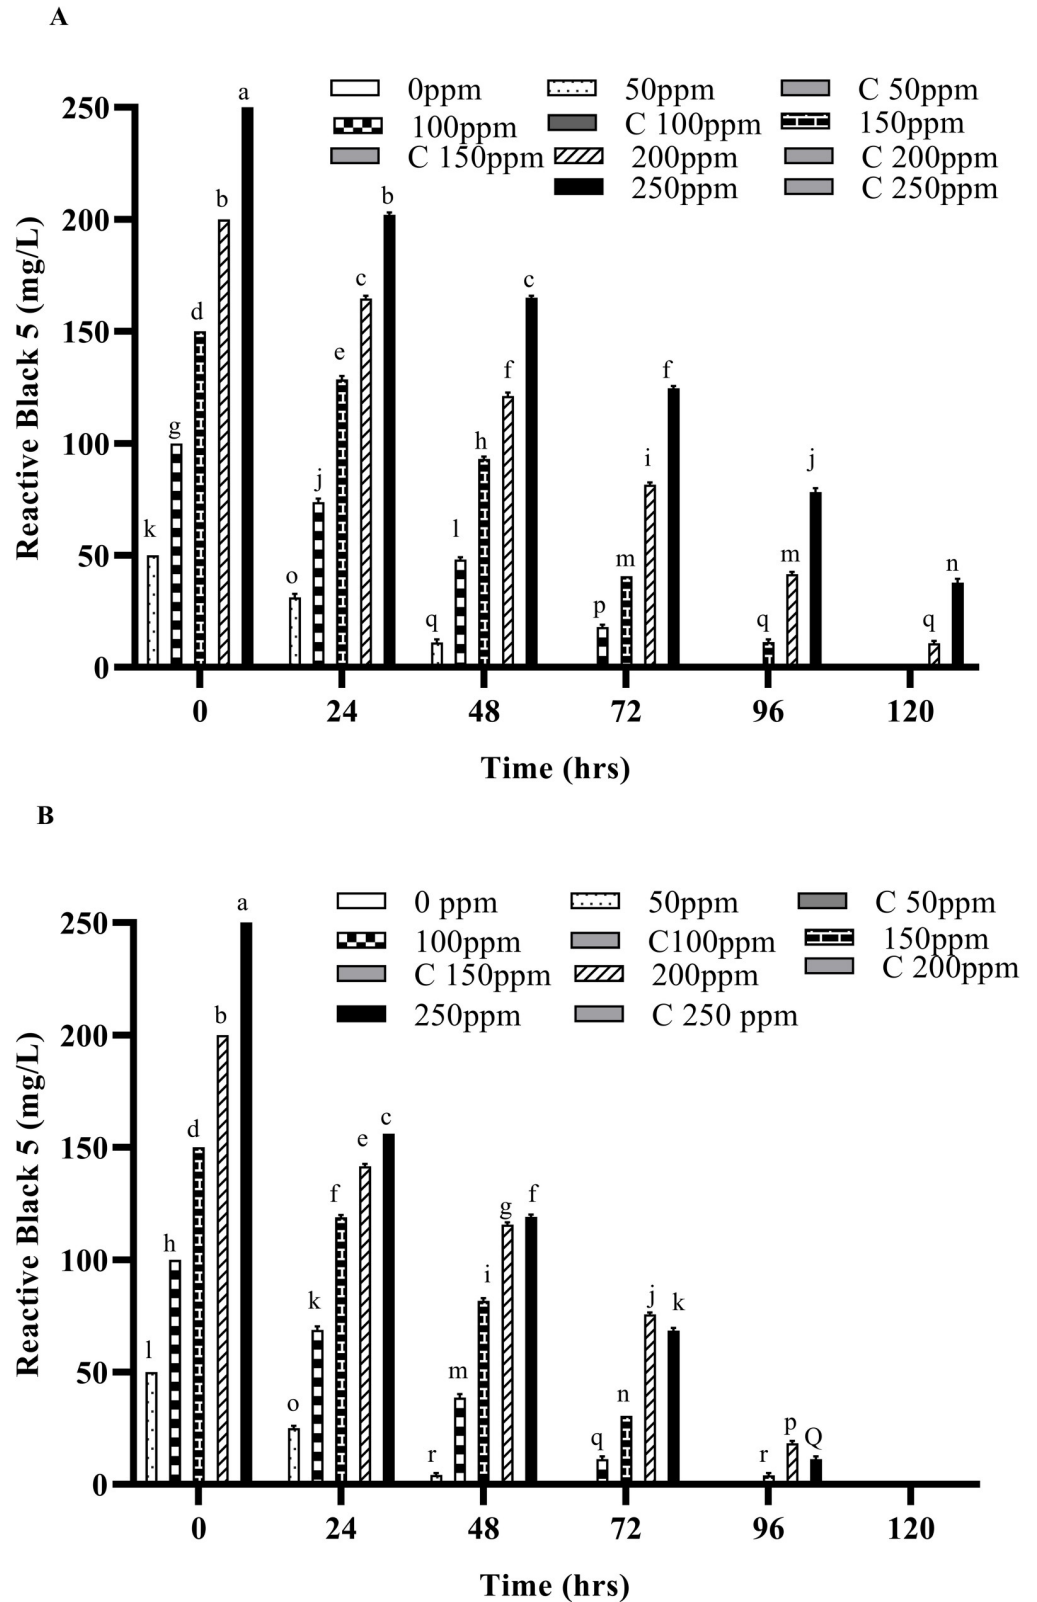 A
0ppm 50ppm C 50ppm
100ppm C 100ppm 150ppm
C 150ppm 200ppm C 200ppm
250ppm C 250ppm
Reactive Black 5 (mg/L)
250
200
150
100
50
0
k g d b a
o j e c b
q l h f c
p m i f
q m j
q n
0 24 48 72 96 120
Time (hrs)
B
0 ppm 50ppm C 50ppm
100ppm C100ppm 150ppm
C 150ppm 200ppm C 200ppm
250ppm C 250 ppm
Reactive Black 5 (mg/L)
250
200
150
100
50
0
l h d b a
o k f e c
r m i g f
q n j k
r p Q
0 24 48 72 96 120
Time (hrs)